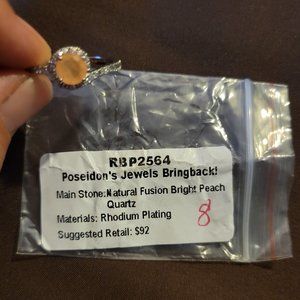 RBP2564
Poseidon's Jewels Bringback!
Main Stone:Natural Fusion Bright Peach
Quartz
Materials: Rhodium Plating
Suggested Retail: $92
8